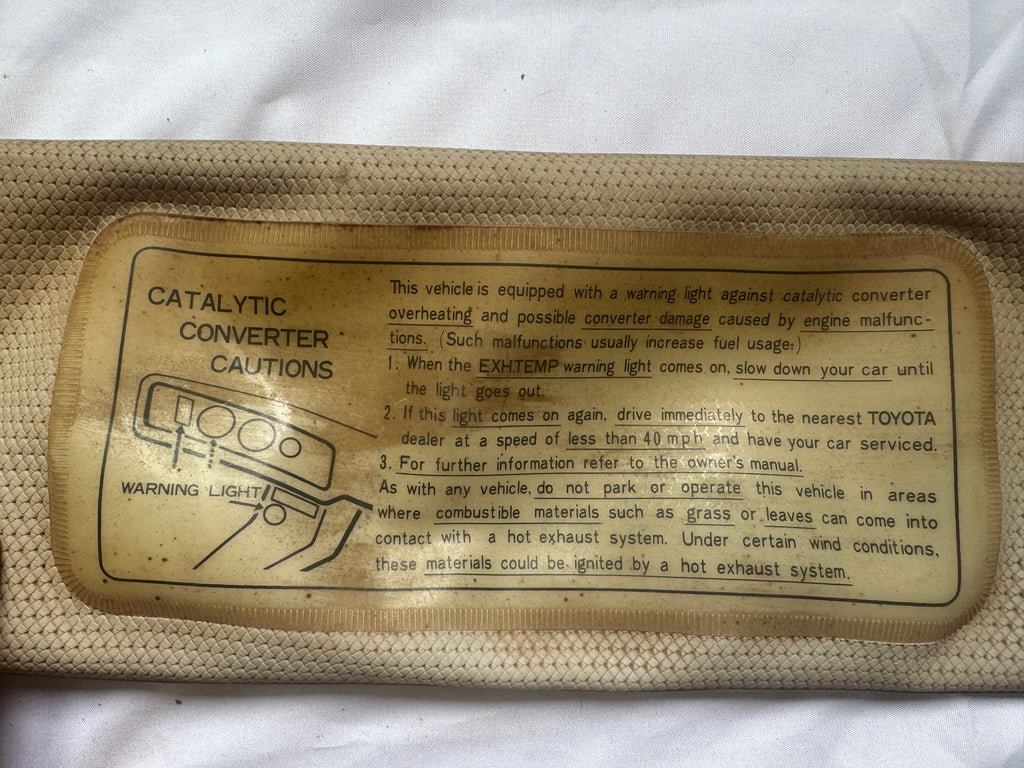 CATALYTIC
CONVERTER
CAUTIONS
WARNING LIGHT
This vehicle is equipped with a warning light against catalytic converter
overheating and possible converter damage caused by engine malfunc-
tions. (Such malfunctions usually increase fuel usage.)
1. When the EXH.TEMP warning light comes on, slow down your car until
the light goes out.
2. If this light comes on again, drive immediately to the nearest TOYOTA
dealer at a speed of less than 40 mph and have your car serviced.
3. For further information refer to the owner's manual.
As with any vehicle, do not park or operate this vehicle in areas
where combustible materials such as grass or leaves can come into
contact with a hot exhaust system. Under certain wind conditions,
these materials could be ignited by a hot exhaust system.